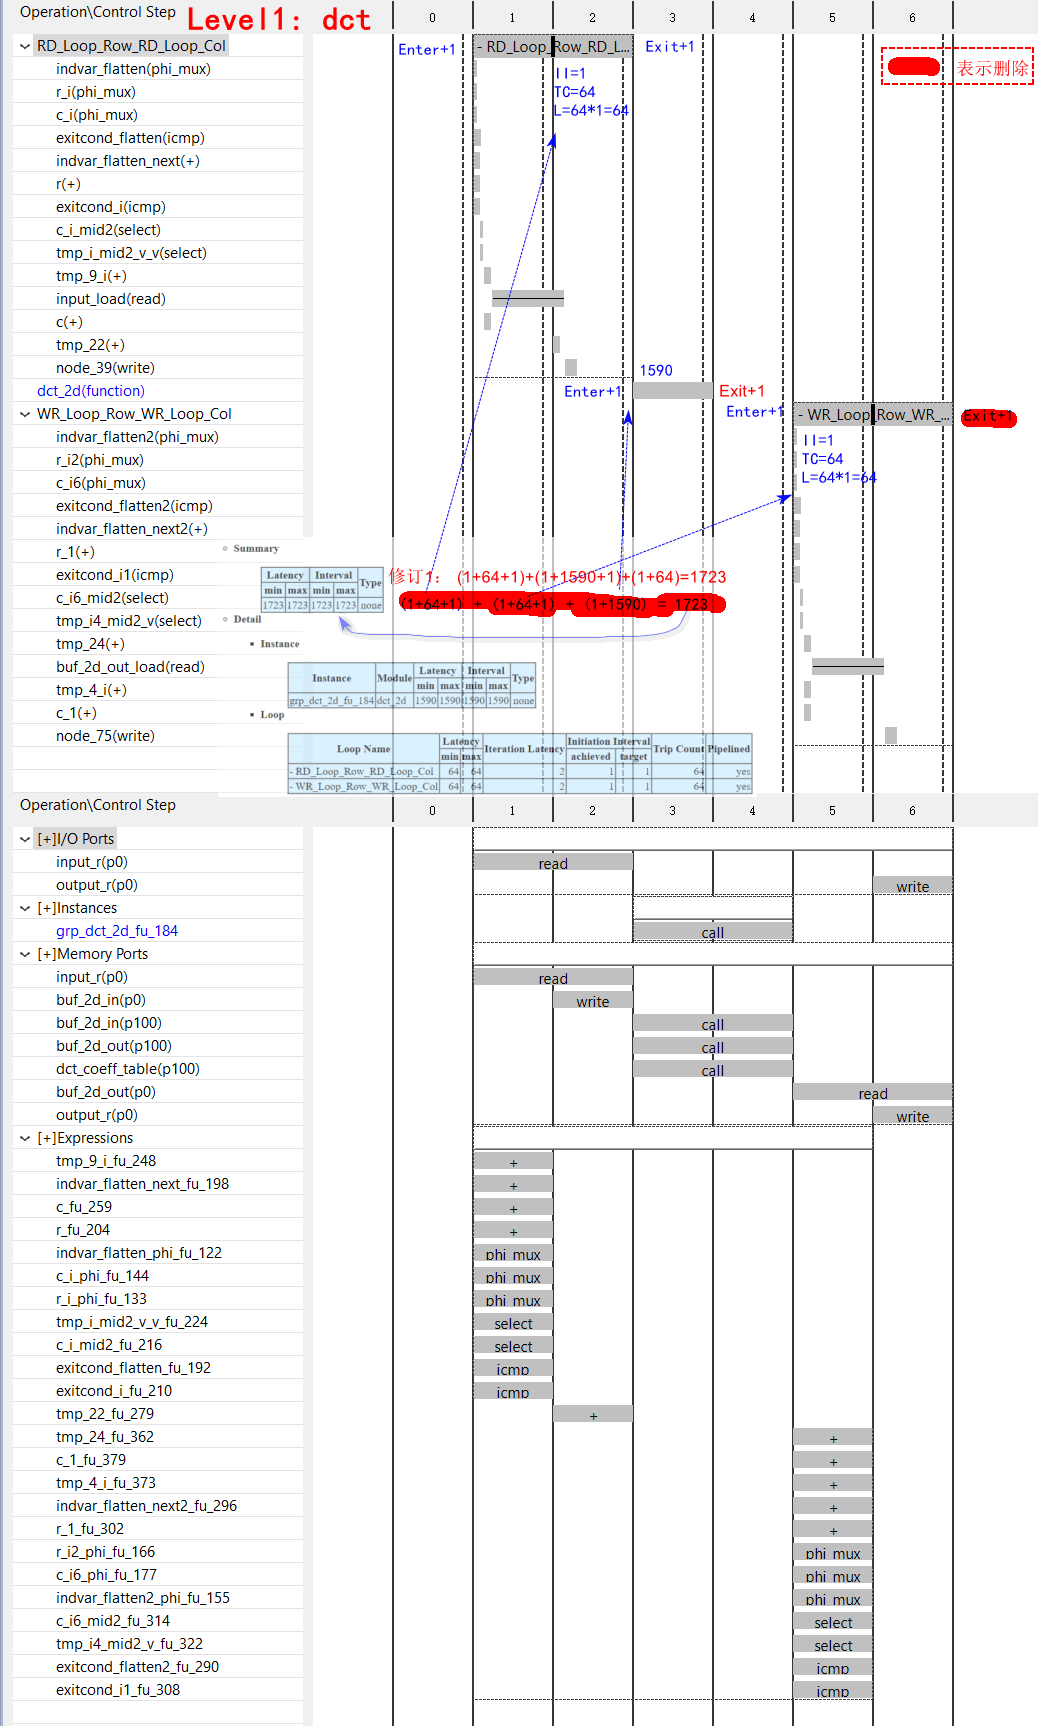 Operation\Control Step
Level1: dct
0 1 2 3 4 5 6
RD_Loop_Row_RD_Loop_Col
Enter+1
- RD_Loop_Row_RD_L...
Exit+1
表示删除
indvar_flatten(phi_mux)
II=1
r_i(phi_mux)
TC=64
c_i(phi_mux)
L=64*1=64
exitcond_flatten(icmp)
indvar_flatten_next(+)
r(+)
exitcond_i(icmp)
c_i_mid2(select)
tmp_i_mid2_v_v(select)
tmp_9_i(+)
input_load(read)
c(+)
tmp_22(+)
node_39(write)
1590
dct_2d(function)
Enter+1
Exit+1
WR_Loop_Row_WR_Loop_Col
Enter+1
- WR_Loop_Row_WR_...
Exit+1
indvar_flatten2(phi_mux)
II=1
r_i2(phi_mux)
TC=64
c_i6(phi_mux)
L=64*1=64
exitcond_flatten2(icmp)
indvar_flatten_next2(+)
r_1(+)
Summary
exitcond_i1(icmp)
Latency Interval Type
min max min max
1723 1723 1723 1723 none
修订1: (1+64+1)+(1+1590+1)+(1+64)=1723
(1+64+1) + (1+64+1) + (1+1590) = 1723
c_i6_mid2(select)
tmp_i4_mid2_v(select)
Detail
tmp_24(+)
Instance
buf_2d_out_load(read)
Instance Module Latency Interval Type
min max min max
tmp_4_i(+)
grp_dct_2d_fu_184 dct_2d 1590 1590 1590 1590 none
c_1(+)
Loop
node_75(write)
Loop Name Latency Iteration Latency Initiation Interval Trip Count Pipelined
min max achieved target
- RD_Loop_Row_RD_Loop_Col 64 64 2 1 1 64 yes
- WR_Loop_Row_WR_Loop_Col 64 64 2 1 1 64 yes
Operation\Control Step
0 1 2 3 4 5 6
[+]I/O Ports
input_r(p0) read
output_r(p0) write
[+]Instances
grp_dct_2d_fu_184 call
[+]Memory Ports
input_r(p0) read
buf_2d_in(p0) write
buf_2d_in(p100) call
buf_2d_out(p100) call
dct_coeff_table(p100) call
buf_2d_out(p0) read
output_r(p0) write
[+]Expressions
tmp_9_i_fu_248 +
indvar_flatten_next_fu_198 +
c_fu_259 +
r_fu_204 +
indvar_flatten_phi_fu_122 phi_mux
c_i_phi_fu_144 phi_mux
r_i_phi_fu_133 phi_mux
tmp_i_mid2_v_v_fu_224 select
c_i_mid2_fu_216 select
exitcond_flatten_fu_192 icmp
exitcond_i_fu_210 icmp
tmp_22_fu_279 +
tmp_24_fu_362 +
c_1_fu_379 +
tmp_4_i_fu_373 +
indvar_flatten_next2_fu_296 +
r_1_fu_302 +
r_i2_phi_fu_166 phi_mux
c_i6_phi_fu_177 phi_mux
indvar_flatten2_phi_fu_155 phi_mux
c_i6_mid2_fu_314 select
tmp_i4_mid2_v_fu_322 select
exitcond_flatten2_fu_290 icmp
exitcond_i1_fu_308 icmp